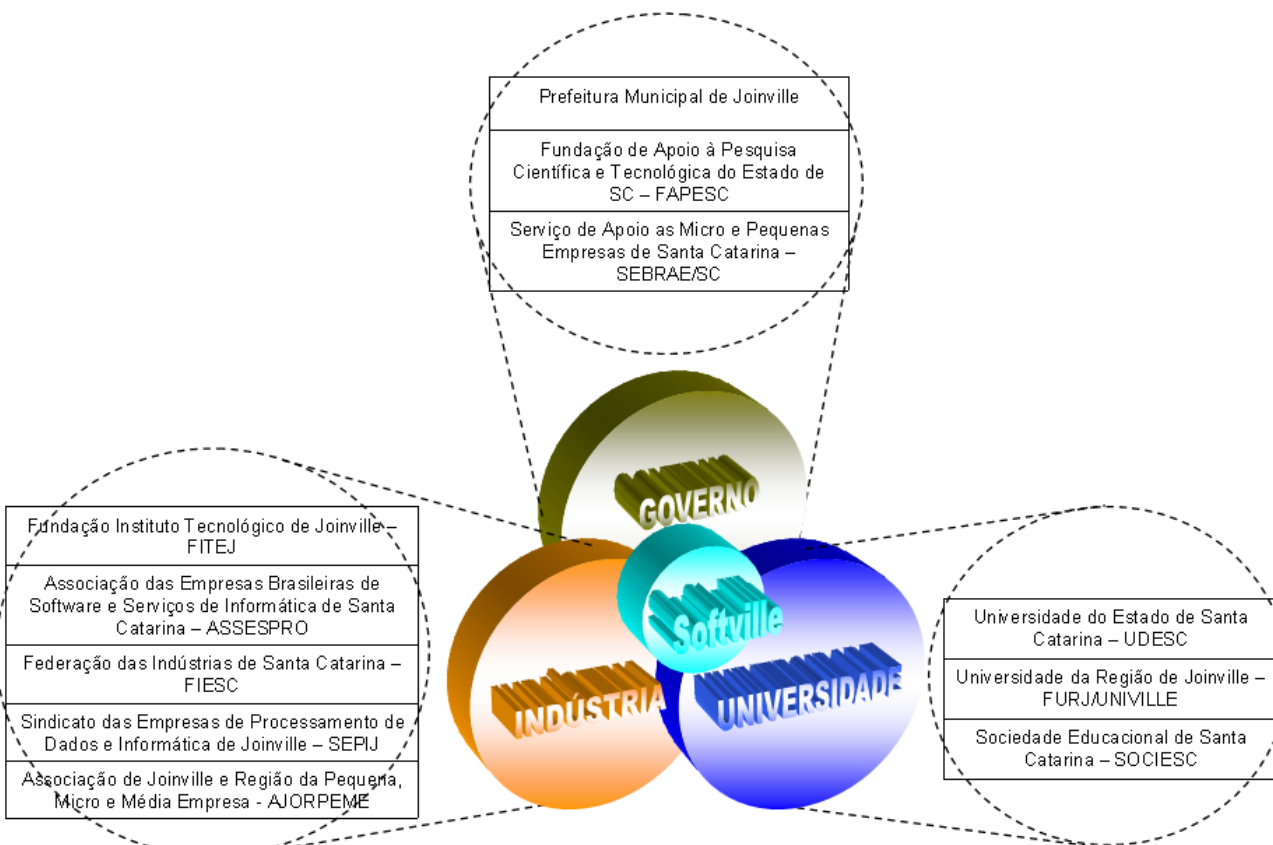 Prefeitura Municipal de Joinville
Fundação de Apoio à Pesquisa
Científica e Tecnológica do Estado de
SC – FAPESC
Serviço de Apoio as Micro e Pequenas
Empresas de Santa Catarina –
SEBRAE/SC
GOVERNO
Softville
INDÚSTRIA
UNIVERSIDADE
Fundação Instituto Tecnológico de Joinville –
FITEJ
Associação das Empresas Brasileiras de
Software e Serviços de Informática de Santa
Catarina – ASSESPRO
Federação das Indústrias de Santa Catarina –
FIESC
Sindicato das Empresas de Processamento de
Dados e Informática de Joinville – SEPIJ
Associação de Joinville e Região da Pequena,
Micro e Média Empresa - AJORPEME
Universidade do Estado de Santa
Catarina – UDESC
Universidade da Região de Joinville –
FURJ/UNIVILLE
Sociedade Educacional de Santa
Catarina – SOCIESC